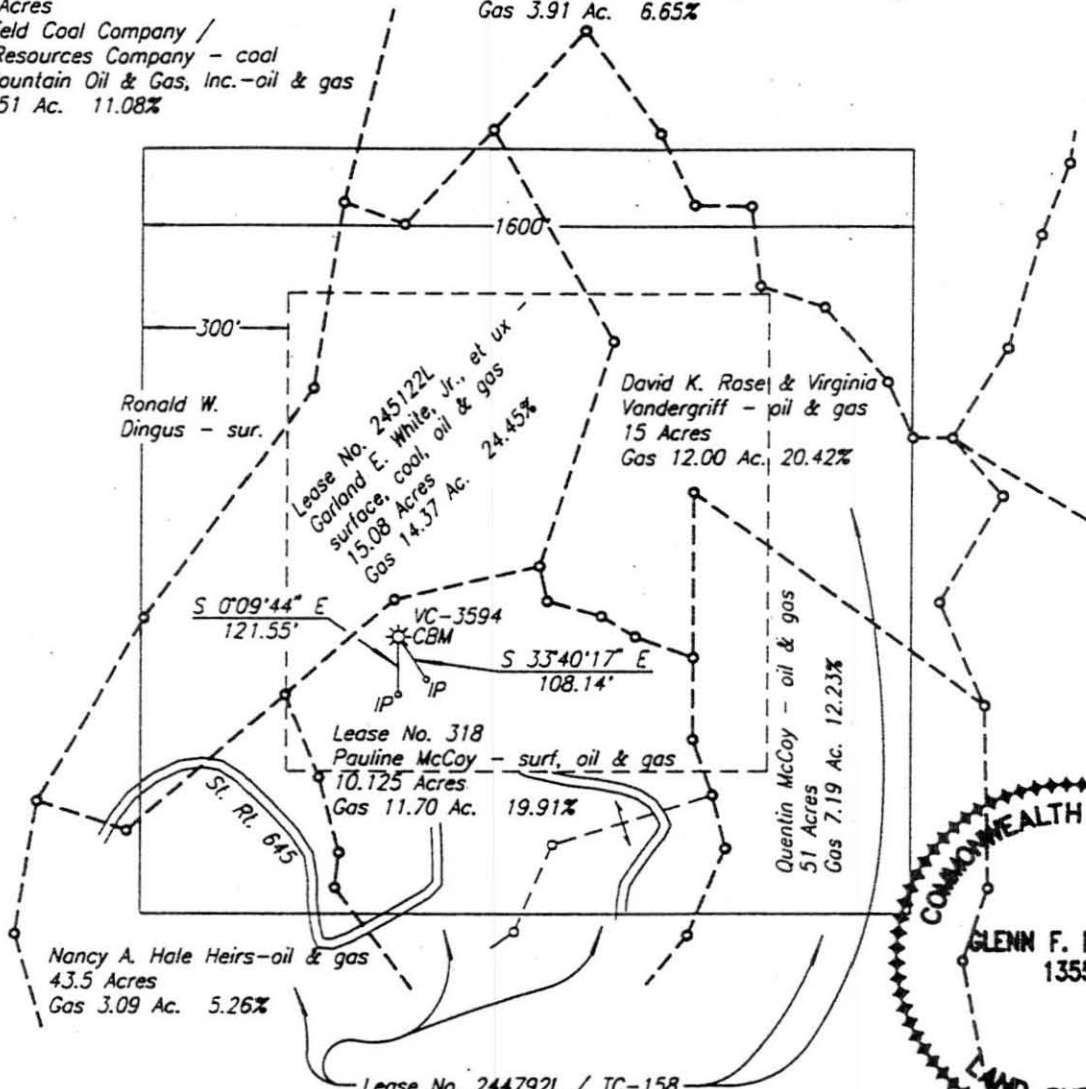 Acres
eld Coal Company /
Resources Company - coal
ountain Oil & Gas, Inc.-oil & gas
51 Ac. 11.08%
Gas 3.91 Ac. 6.65%
1600'
300'
Ronald W.
Dingus - sur.
Lease No. 245122L
Garland E. White, Jr., et ux -
surface, coal, oil & gas
15.08 Acres
Gas 14.37 Ac. 24.45%
David K. Rose & Virginia
Vandergriff - oil & gas
15 Acres
Gas 12.00 Ac. 20.42%
S 0°09'44" E
121.55'
VC-3594
CBM
S 33°40'17" E
108.14'
IP
IP
Lease No. 318
Pauline McCoy - surf, oil & gas
10.125 Acres
Gas 11.70 Ac. 19.91%
Quentin McCoy - oil & gas
51 Acres
Gas 7.19 Ac. 12.23%
St. Rt. 645
Nancy A. Hale Heirs-oil & gas
43.5 Acres
Gas 3.09 Ac. 5.26%
COMMONWEALTH
GLENN F.
1355
LAND
Lease No. 244792L / TC-158